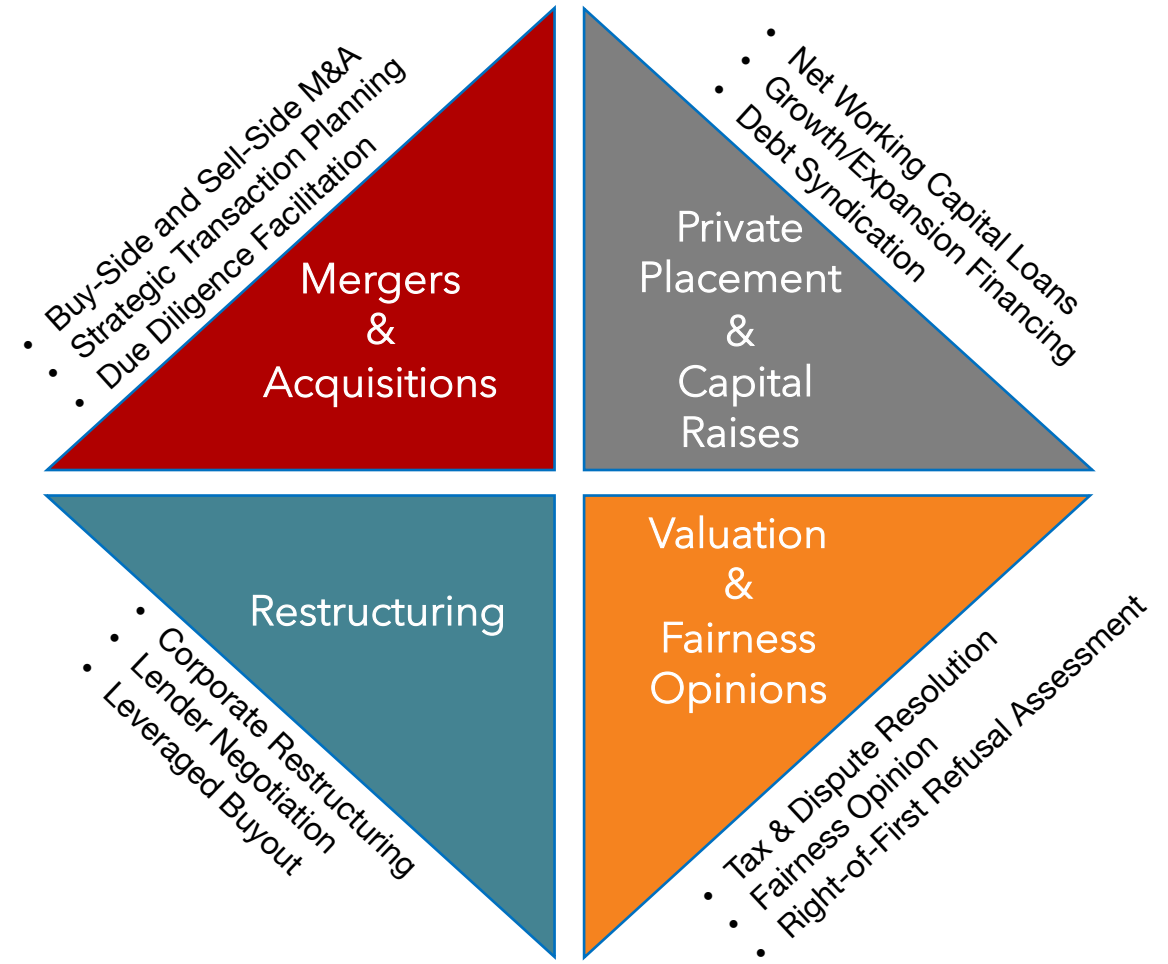 • Buy-Side and Sell-Side M&A
• Strategic Transaction Planning
• Due Diligence Facilitation
Mergers
&
Acquisitions
• Net Working Capital Loans
• Growth/Expansion Financing
• Debt Syndication
Private
Placement
&
Capital
Raises
Restructuring
• Corporate Restructuring
• Lender Negotiation
• Leveraged Buyout
Valuation
&
Fairness
Opinions
• Tax & Dispute Resolution
• Fairness Opinion
• Right-of-First Refusal Assessment